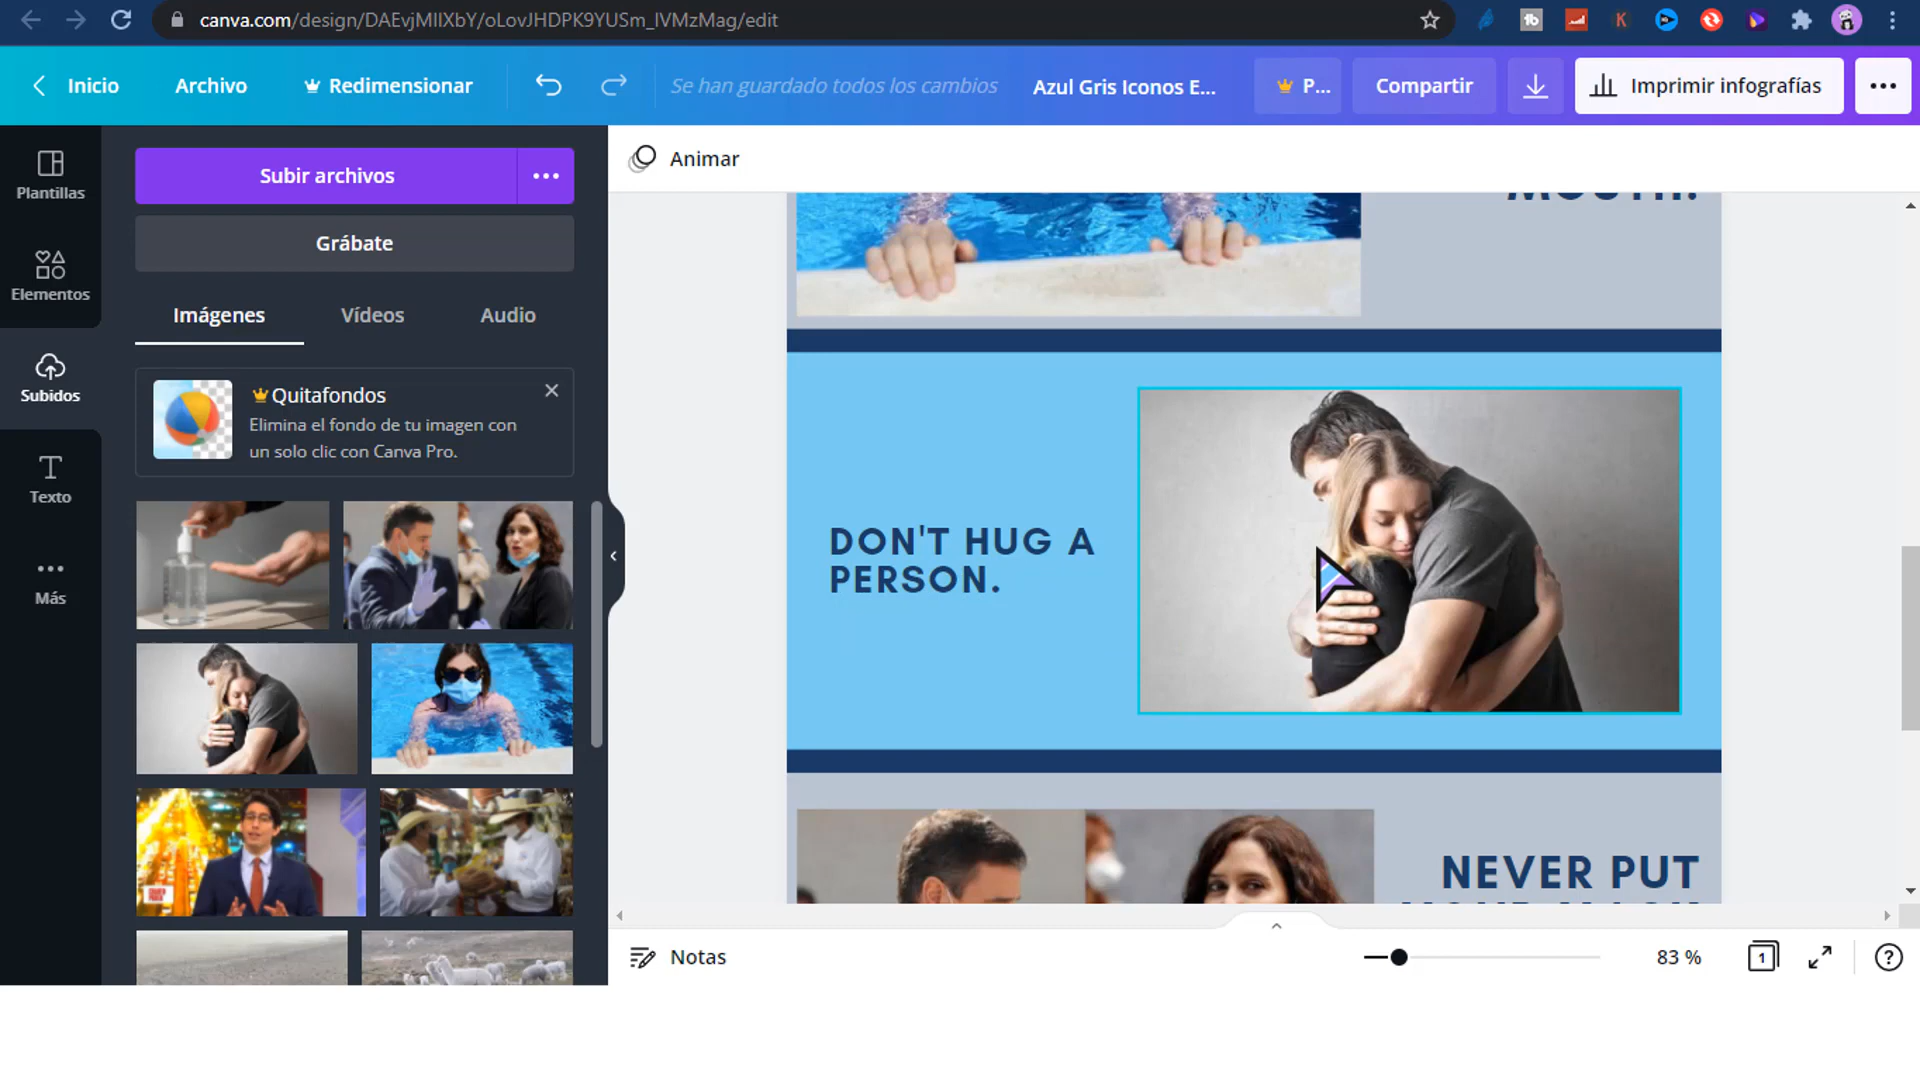 canva.com/design/DAEvjMIIXbY/oLovJHDPK9YUSm_lVMzMag/edit
Inicio
Archivo
Redimensionar
Se han guardado todos los cambios
Azul Gris Iconos E...
P...
Compartir
Imprimir infografías
Plantillas
Elementos
Subidos
Texto
Más
Subir archivos
Grábate
Imágenes
Vídeos
Audio
Quitafondos
Elimina el fondo de tu imagen con
un solo clic con Canva Pro.
Animar
DON'T HUG A
PERSON.
NEVER PUT
Notas
83 %
1